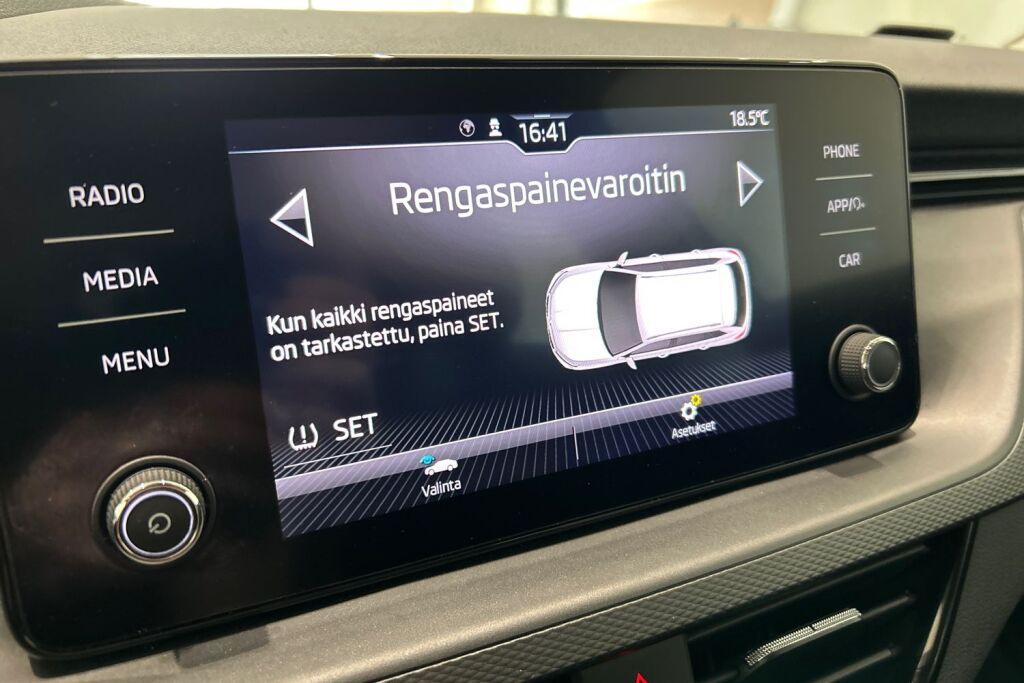 16:41
18.5°C
RADIO
MEDIA
MENU
Rengaspainevaroitin
Kun kaikki rengaspaineet
on tarkastettu, paina SET.
SET
Valinta
Asetukset
PHONE
APP/
CAR